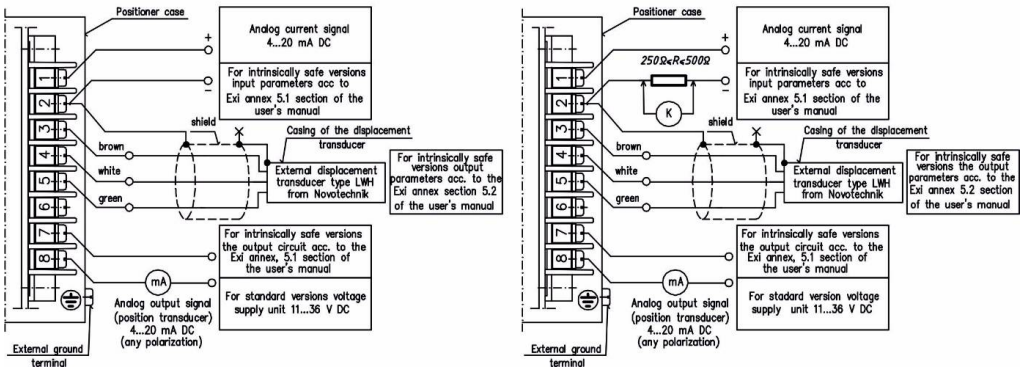 Positioner case
Analog current signal
4...20 mA DC
+
For intrinsically safe versions
input parameters acc to
Exi annex 5.1 section of the
user's manual
−
1
2
3
4
5
6
7
8
shield
Casing of the displacement
transducer
brown
white
green
External displacement
transducer type LWH
from Novotechnik
For intrinsically safe
versions output
parameters acc. to the
Exi annex section 5.2
of the user's manual
For intrinsically safe versions
the output circuit acc. to the
Exi annex, 5.1 section of
the user's manual
mA
Analog output signal
(position transducer)
4...20 mA DC
(any polarization)
For standard versions voltage
supply unit 11...36 V DC
External ground
terminal
Positioner case
Analog current signal
4...20 mA DC
+
250Ω≤R≤500Ω
For intrinsically safe versions
input parameters acc to
Exi annex 5.1 section of the
user's manual
−
K
1
2
3
4
5
6
7
8
shield
Casing of the displacement
transducer
brown
white
green
External displacement
transducer type LWH
from Novotechnik
For intrinsically safe
versions the output
parameters acc. to the
Exi annex 5.2 section
of the user's manual
For intrinsically safe versions
the output circuit acc. to the
Exi annex, 5.1 section of
the user's manual
mA
Analog output signal
(position transducer)
4...20 mA DC
(any polarization)
For stadard version voltage
supply unit 11...36 V DC
External ground
terminal